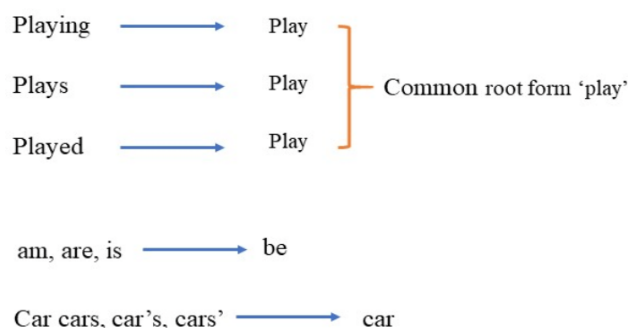 Playing Play
Plays Play Common root form ‘play’
Played Play
am, are, is be
Car cars, car’s, cars’ car